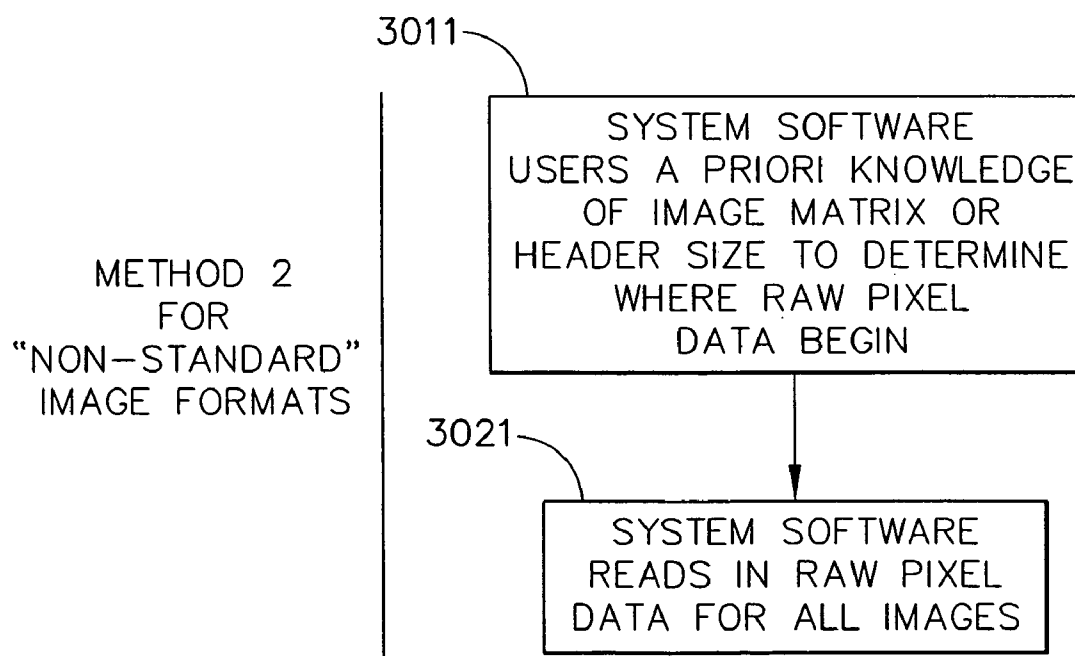 3011
SYSTEM SOFTWARE
USERS A PRIORI KNOWLEDGE
OF IMAGE MATRIX OR
HEADER SIZE TO DETERMINE
WHERE RAW PIXEL
DATA BEGIN
METHOD 2
FOR
"NON-STANDARD"
IMAGE FORMATS
3021
SYSTEM SOFTWARE
READS IN RAW PIXEL
DATA FOR ALL IMAGES